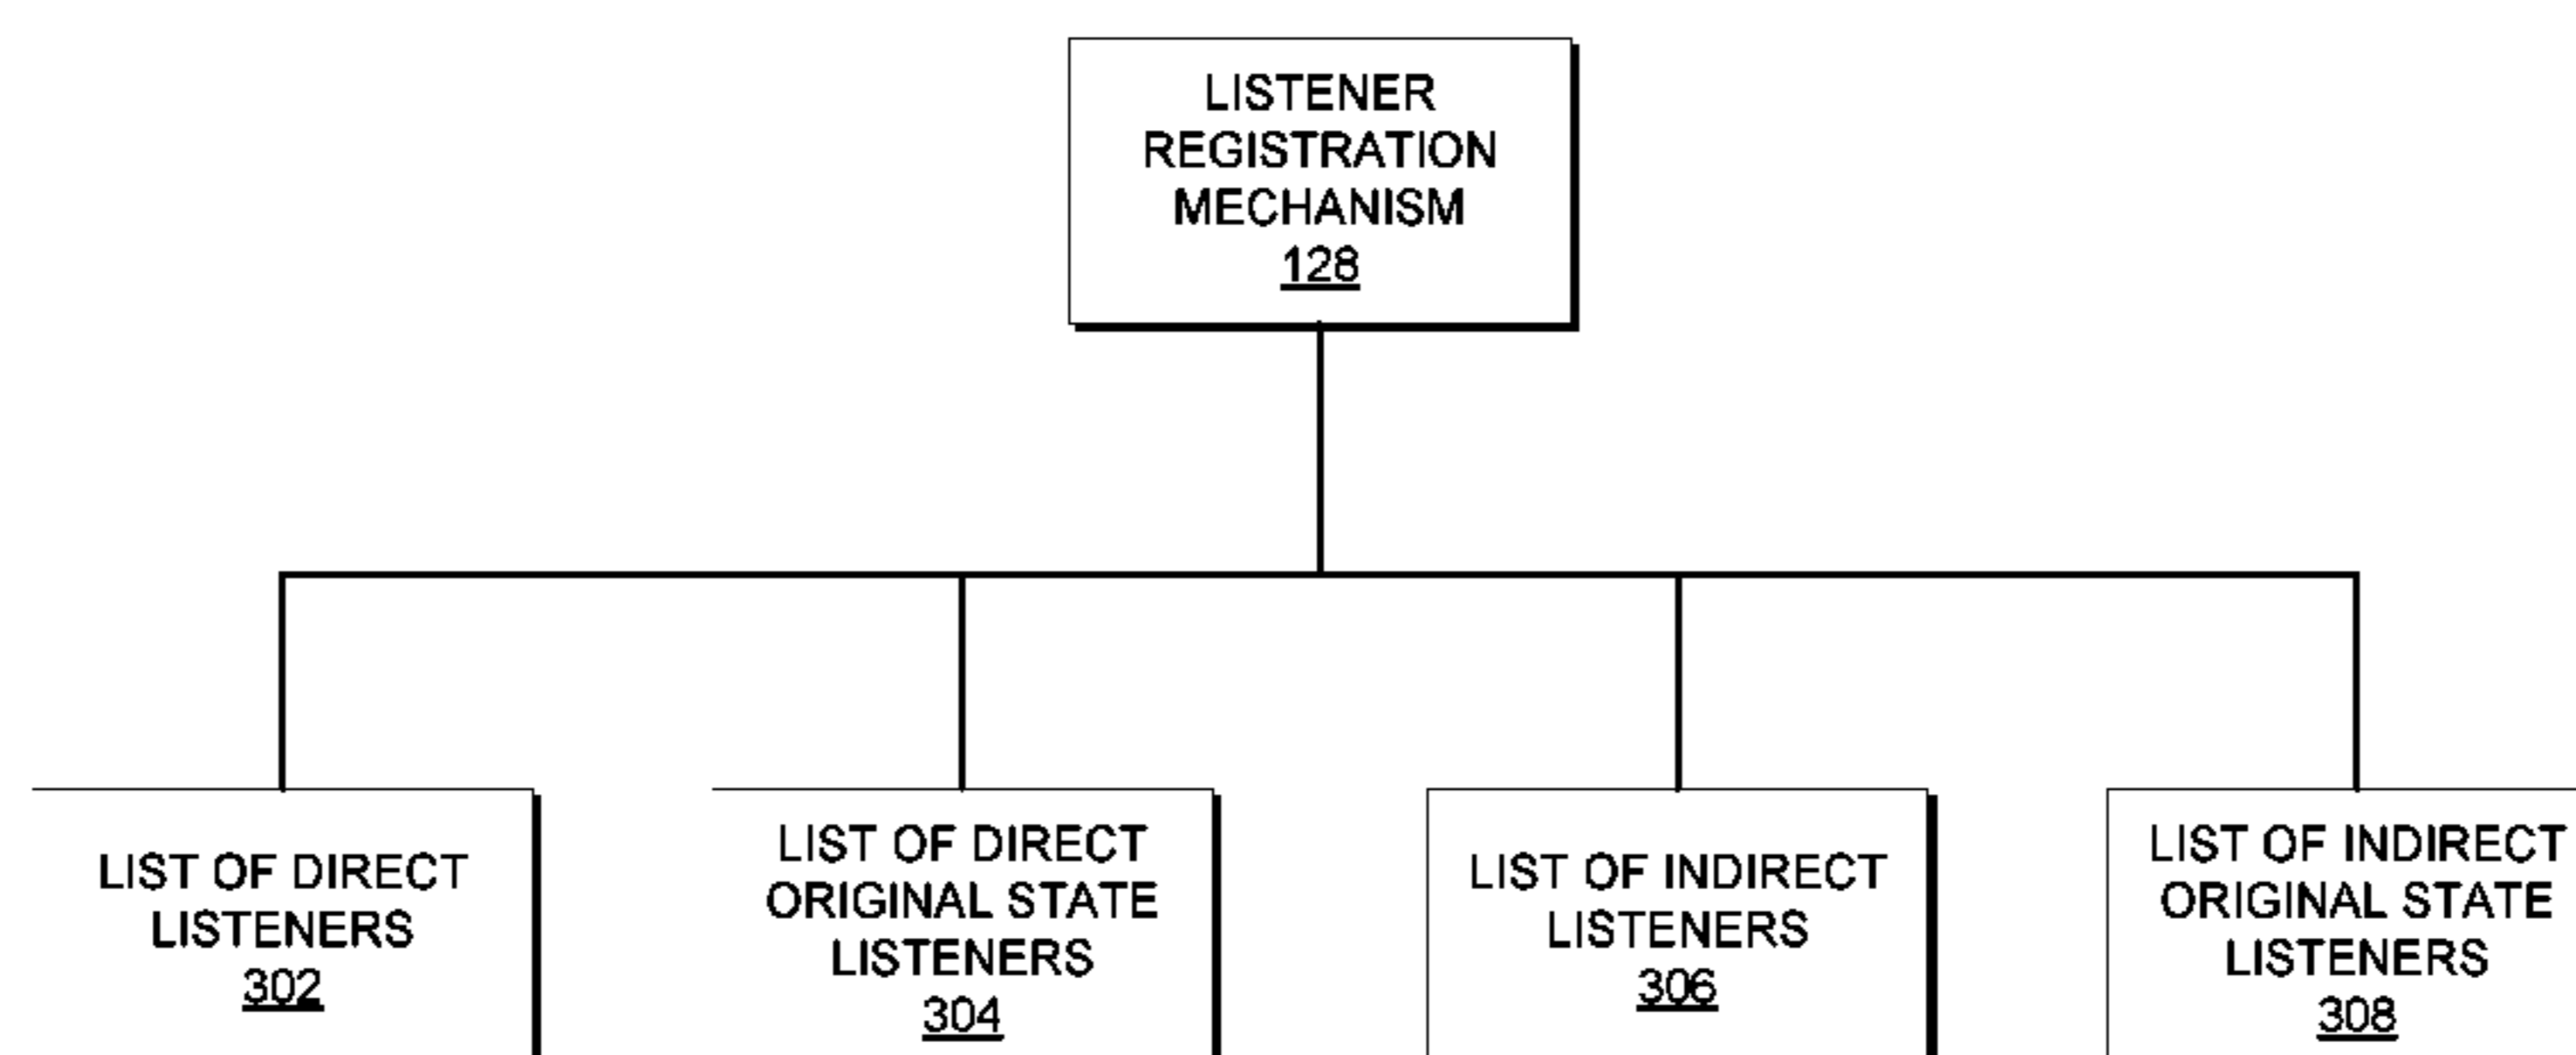 LISTENER
REGISTRATION
MECHANISM
128
LIST OF DIRECT
LISTENERS
302
LIST OF DIRECT
ORIGINAL STATE
LISTENERS
304
LIST OF INDIRECT
LISTENERS
306
LIST OF INDIRECT
ORIGINAL STATE
LISTENERS
308